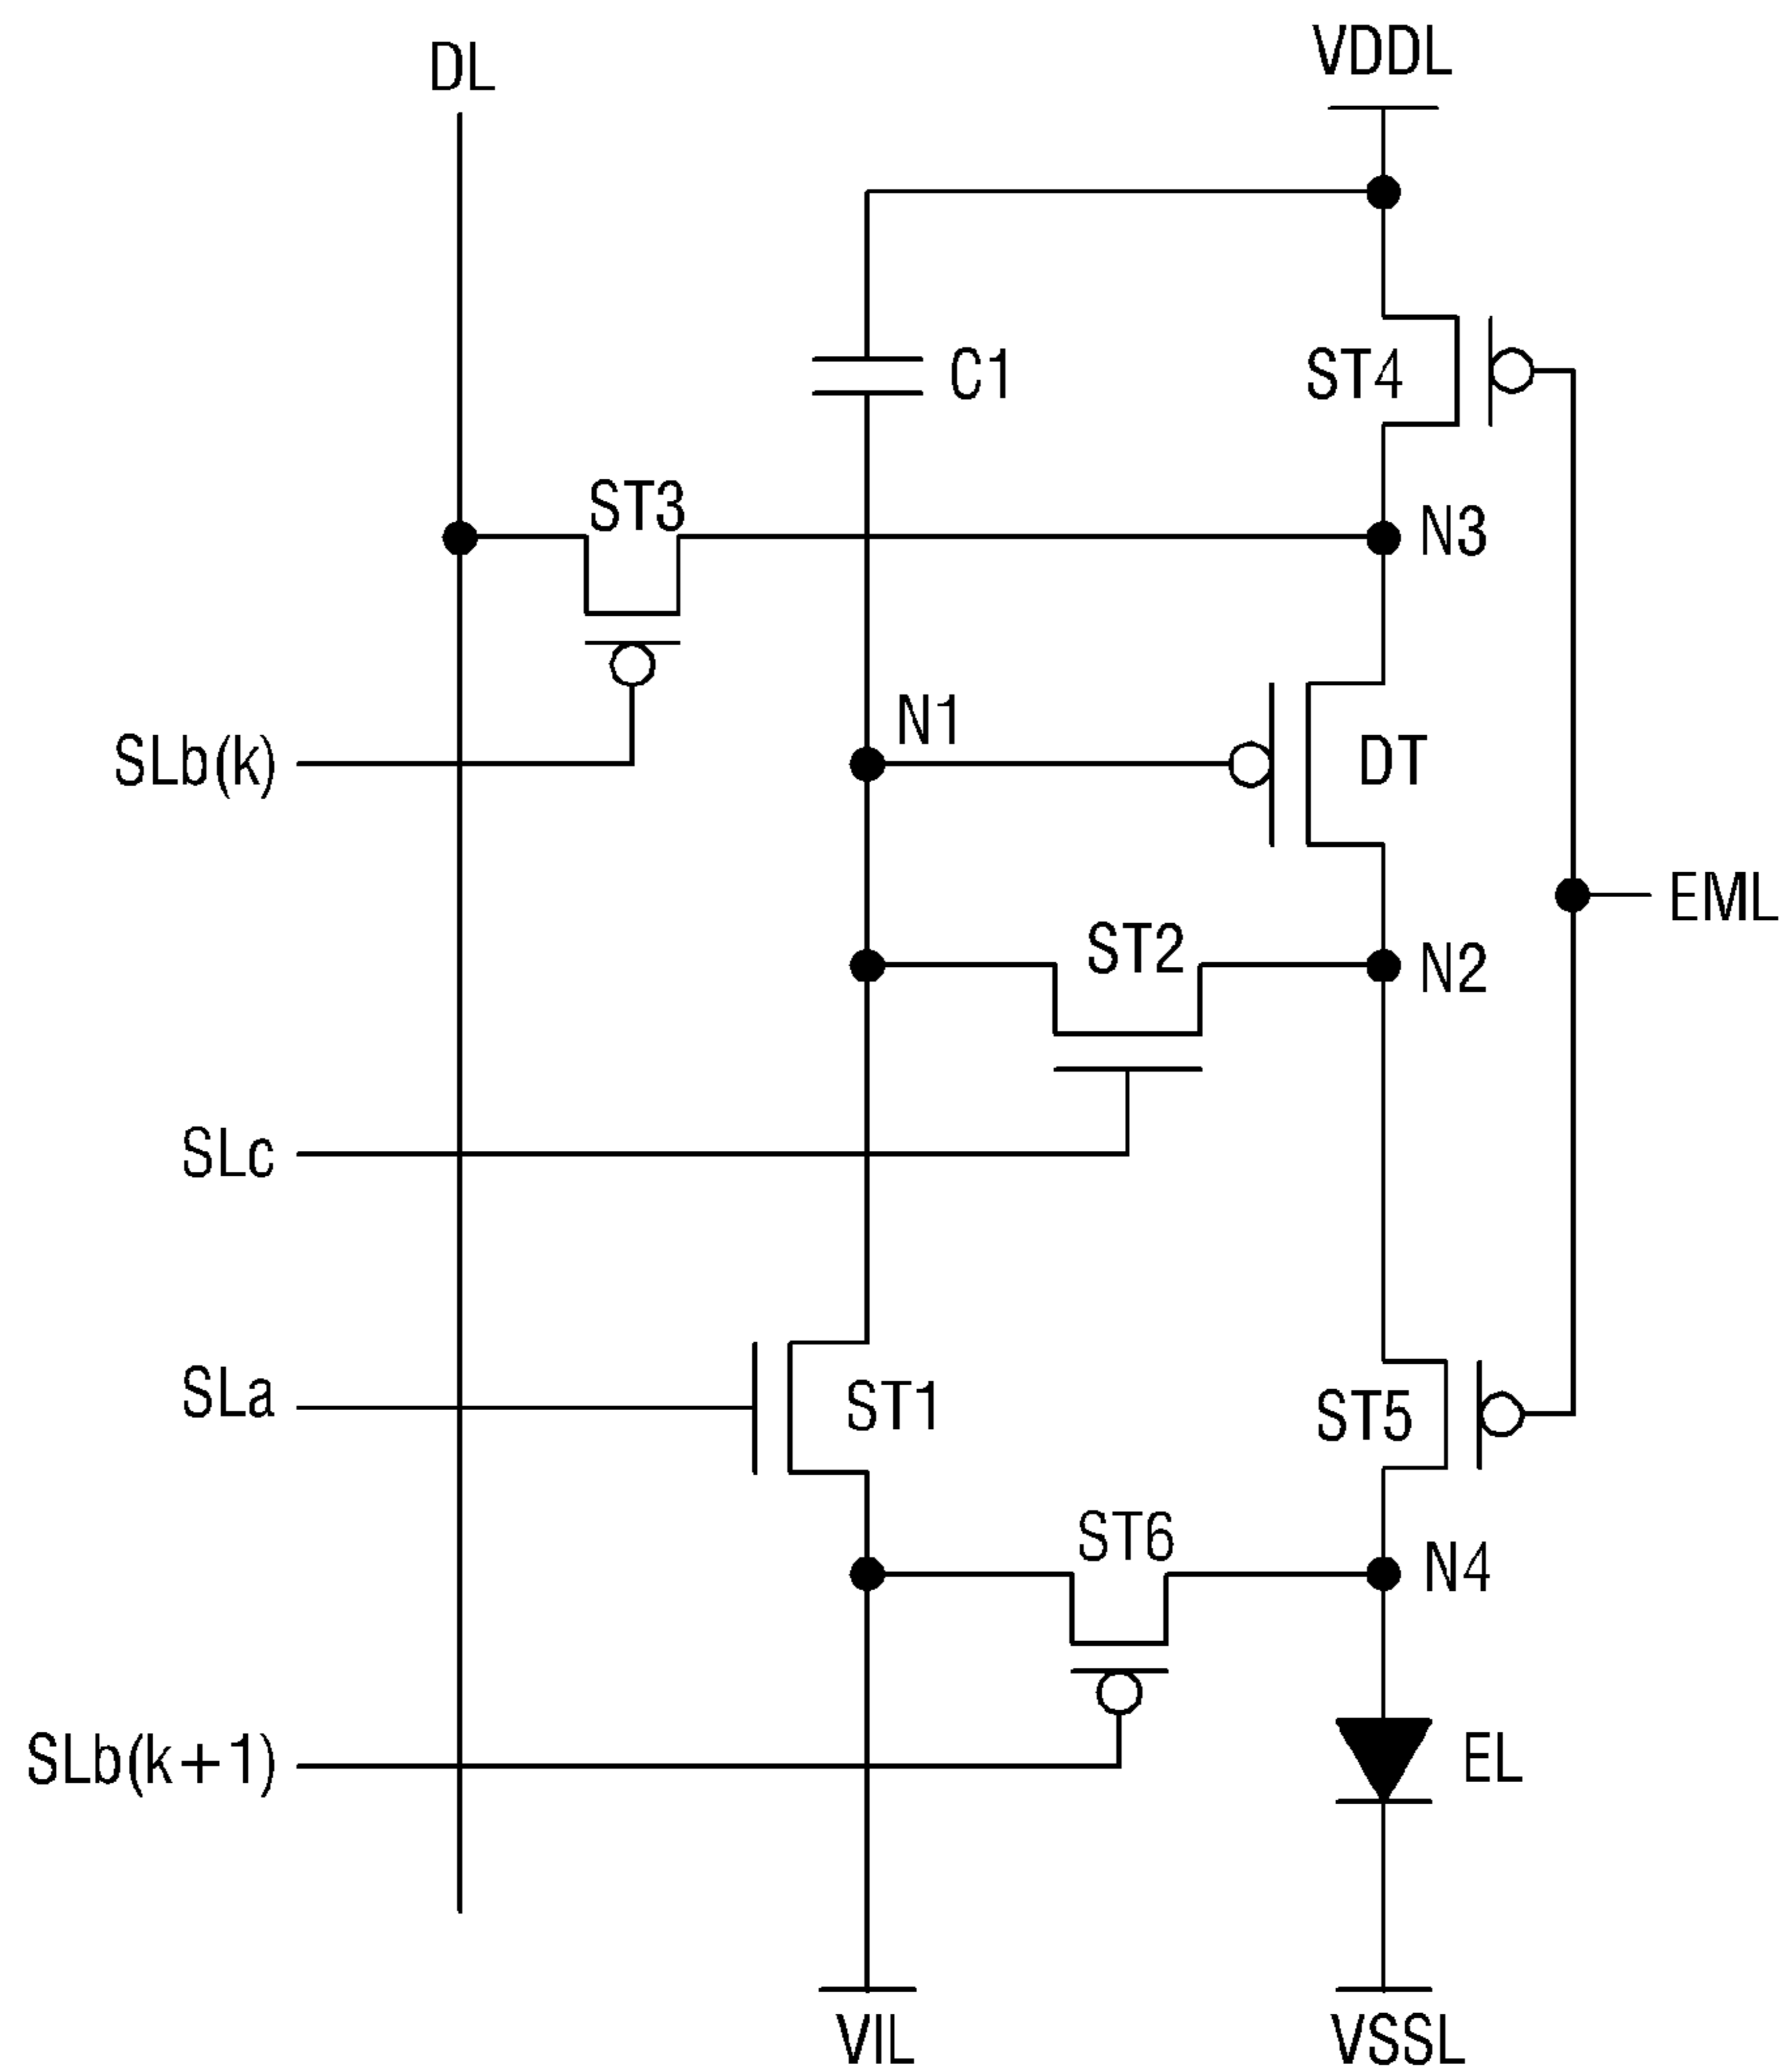 VDDL
DL
C1
ST4
ST3
N3
N1
SLb(k)
DT
EML
ST2
N2
SLc
SLa
ST1
ST5
ST6
N4
SLb(k+1)
EL
VIL
VSSL